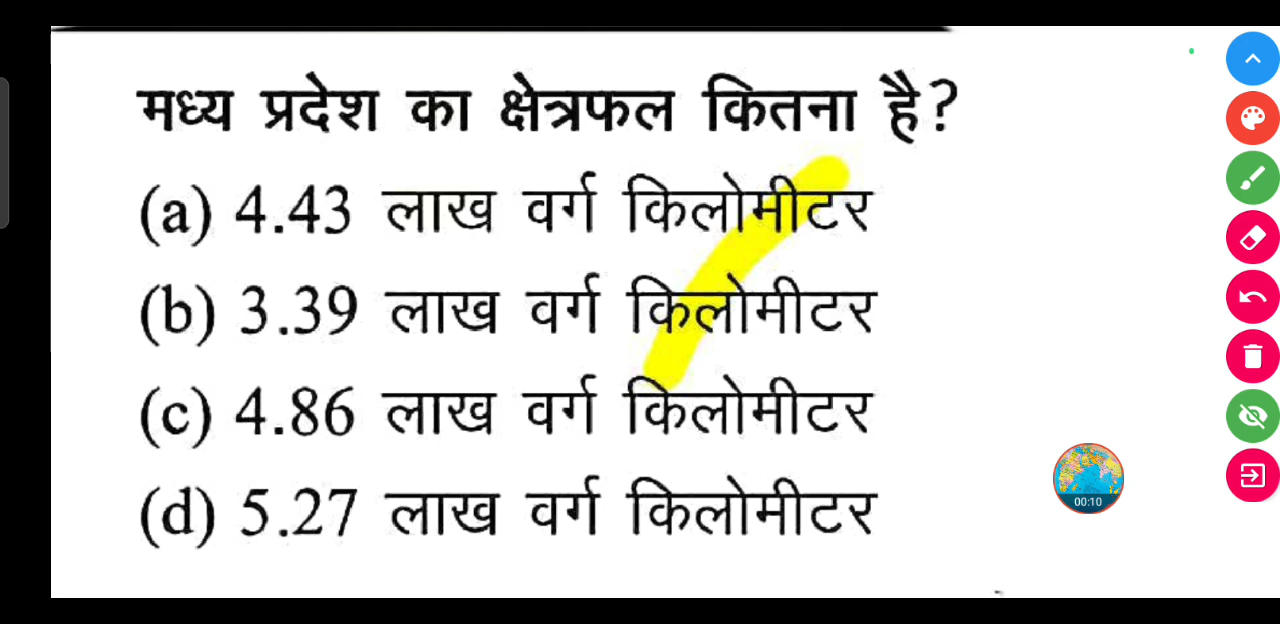 मध्य प्रदेश का क्षेत्रफल कितना है?
(a) 4.43 लाख वर्ग किलोमीटर
(b) 3.39 लाख वर्ग किलोमीटर
(c) 4.86 लाख वर्ग किलोमीटर
(d) 5.27 लाख वर्ग किलोमीटर
00:10